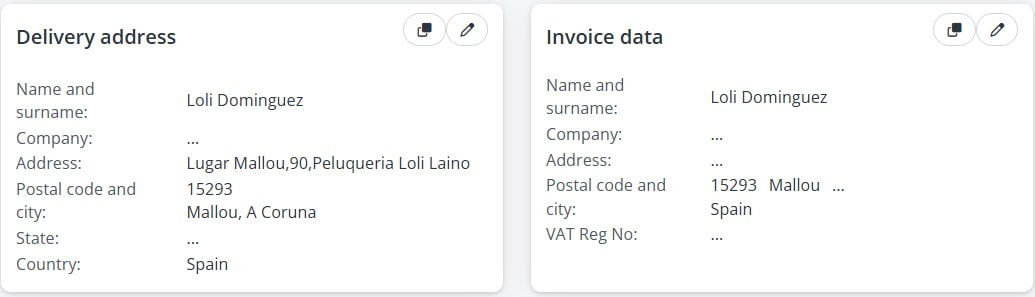 Delivery address
Name and
surname:
Loli Dominguez
Company:
...
Address:
Lugar Mallou,90,Peluqueria Loli Laino
Postal code and
city:
15293
Mallou, A Coruna
State:
...
Country:
Spain
Invoice data
Name and
surname:
Loli Dominguez
Company:
...
Address:
...
Postal code and
city:
15293 Mallou ...
Spain
VAT Reg No:
...